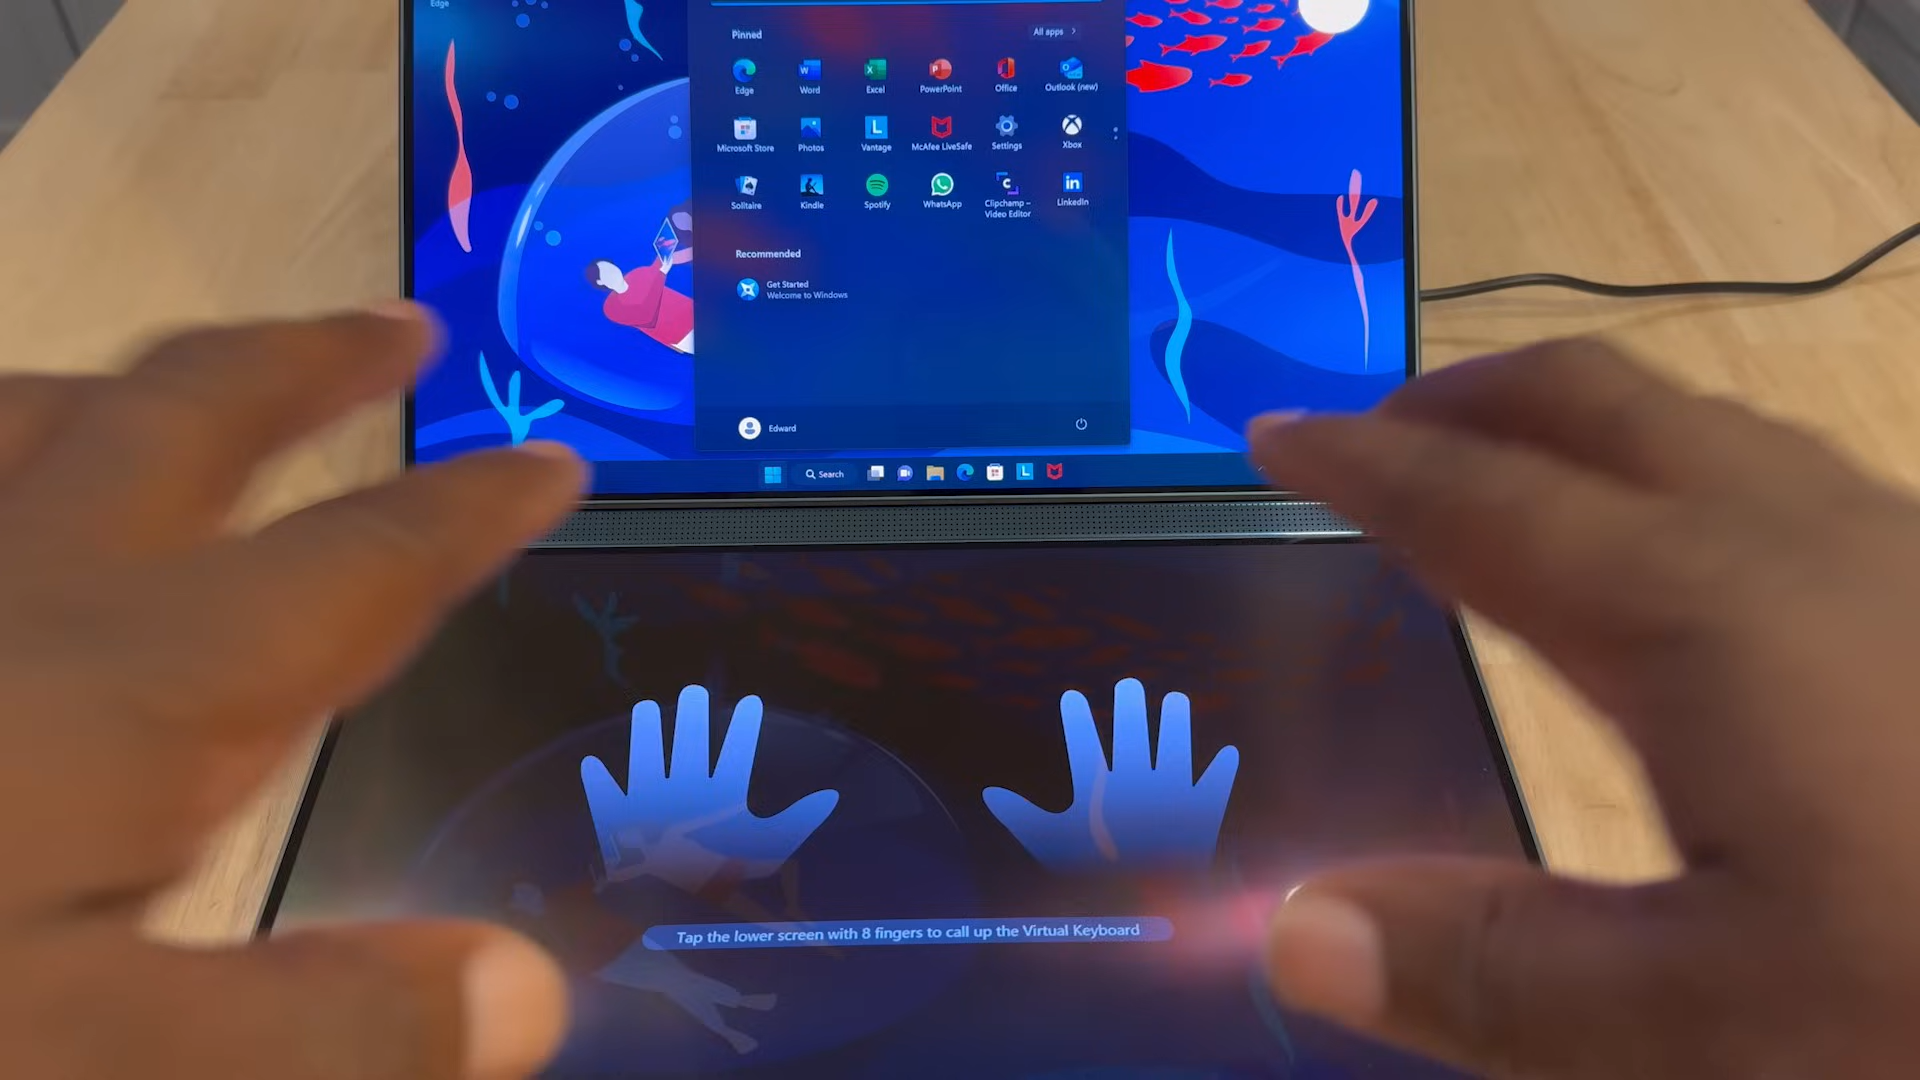 Edge
Pinned
All apps >
Edge
Word
Excel
PowerPoint
Office
Outlook (new)
Microsoft Store
Photos
Vantage
McAfee LiveSafe
Settings
Xbox
Solitaire
Kindle
Spotify
WhatsApp
Clipchamp –
Video Editor
LinkedIn
Recommended
Get Started
Welcome to Windows
Edward
Search
Tap the lower screen with 8 fingers to call up the Virtual Keyboard